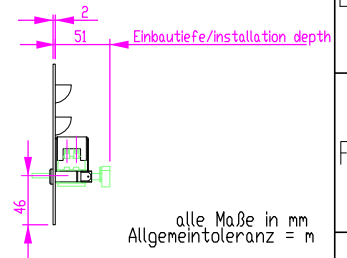 2
51 Einbautiefe/installation depth
46
alle Maße in mm
Allgemeintoleranz = m